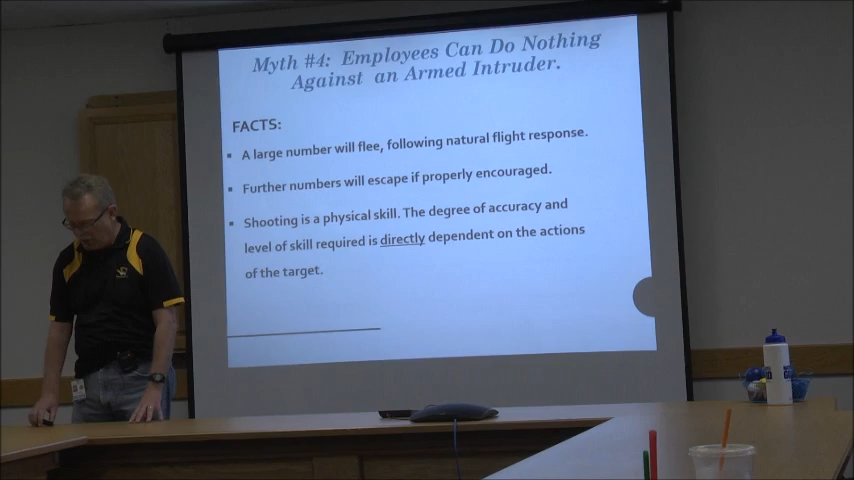 Myth #4: Employees Can Do Nothing
Against an Armed Intruder.
FACTS:
▪ A large number will flee, following natural flight response.
▪ Further numbers will escape if properly encouraged.
▪ Shooting is a physical skill. The degree of accuracy and
level of skill required is directly dependent on the actions
of the target.